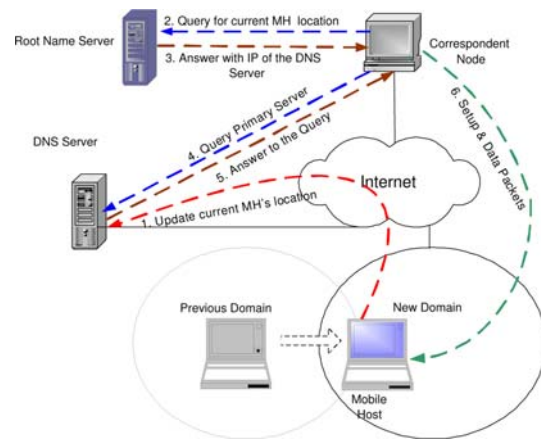 2. Query for current MH location
Root Name Server
3. Answer with IP of the DNS
Server
Correspondent
Node
4. Query Primary Server
5. Answer to the Query
6. Setup & Data Packets
DNS Server
Internet
1. Update current MH's location
Previous Domain
New Domain
Mobile
Host